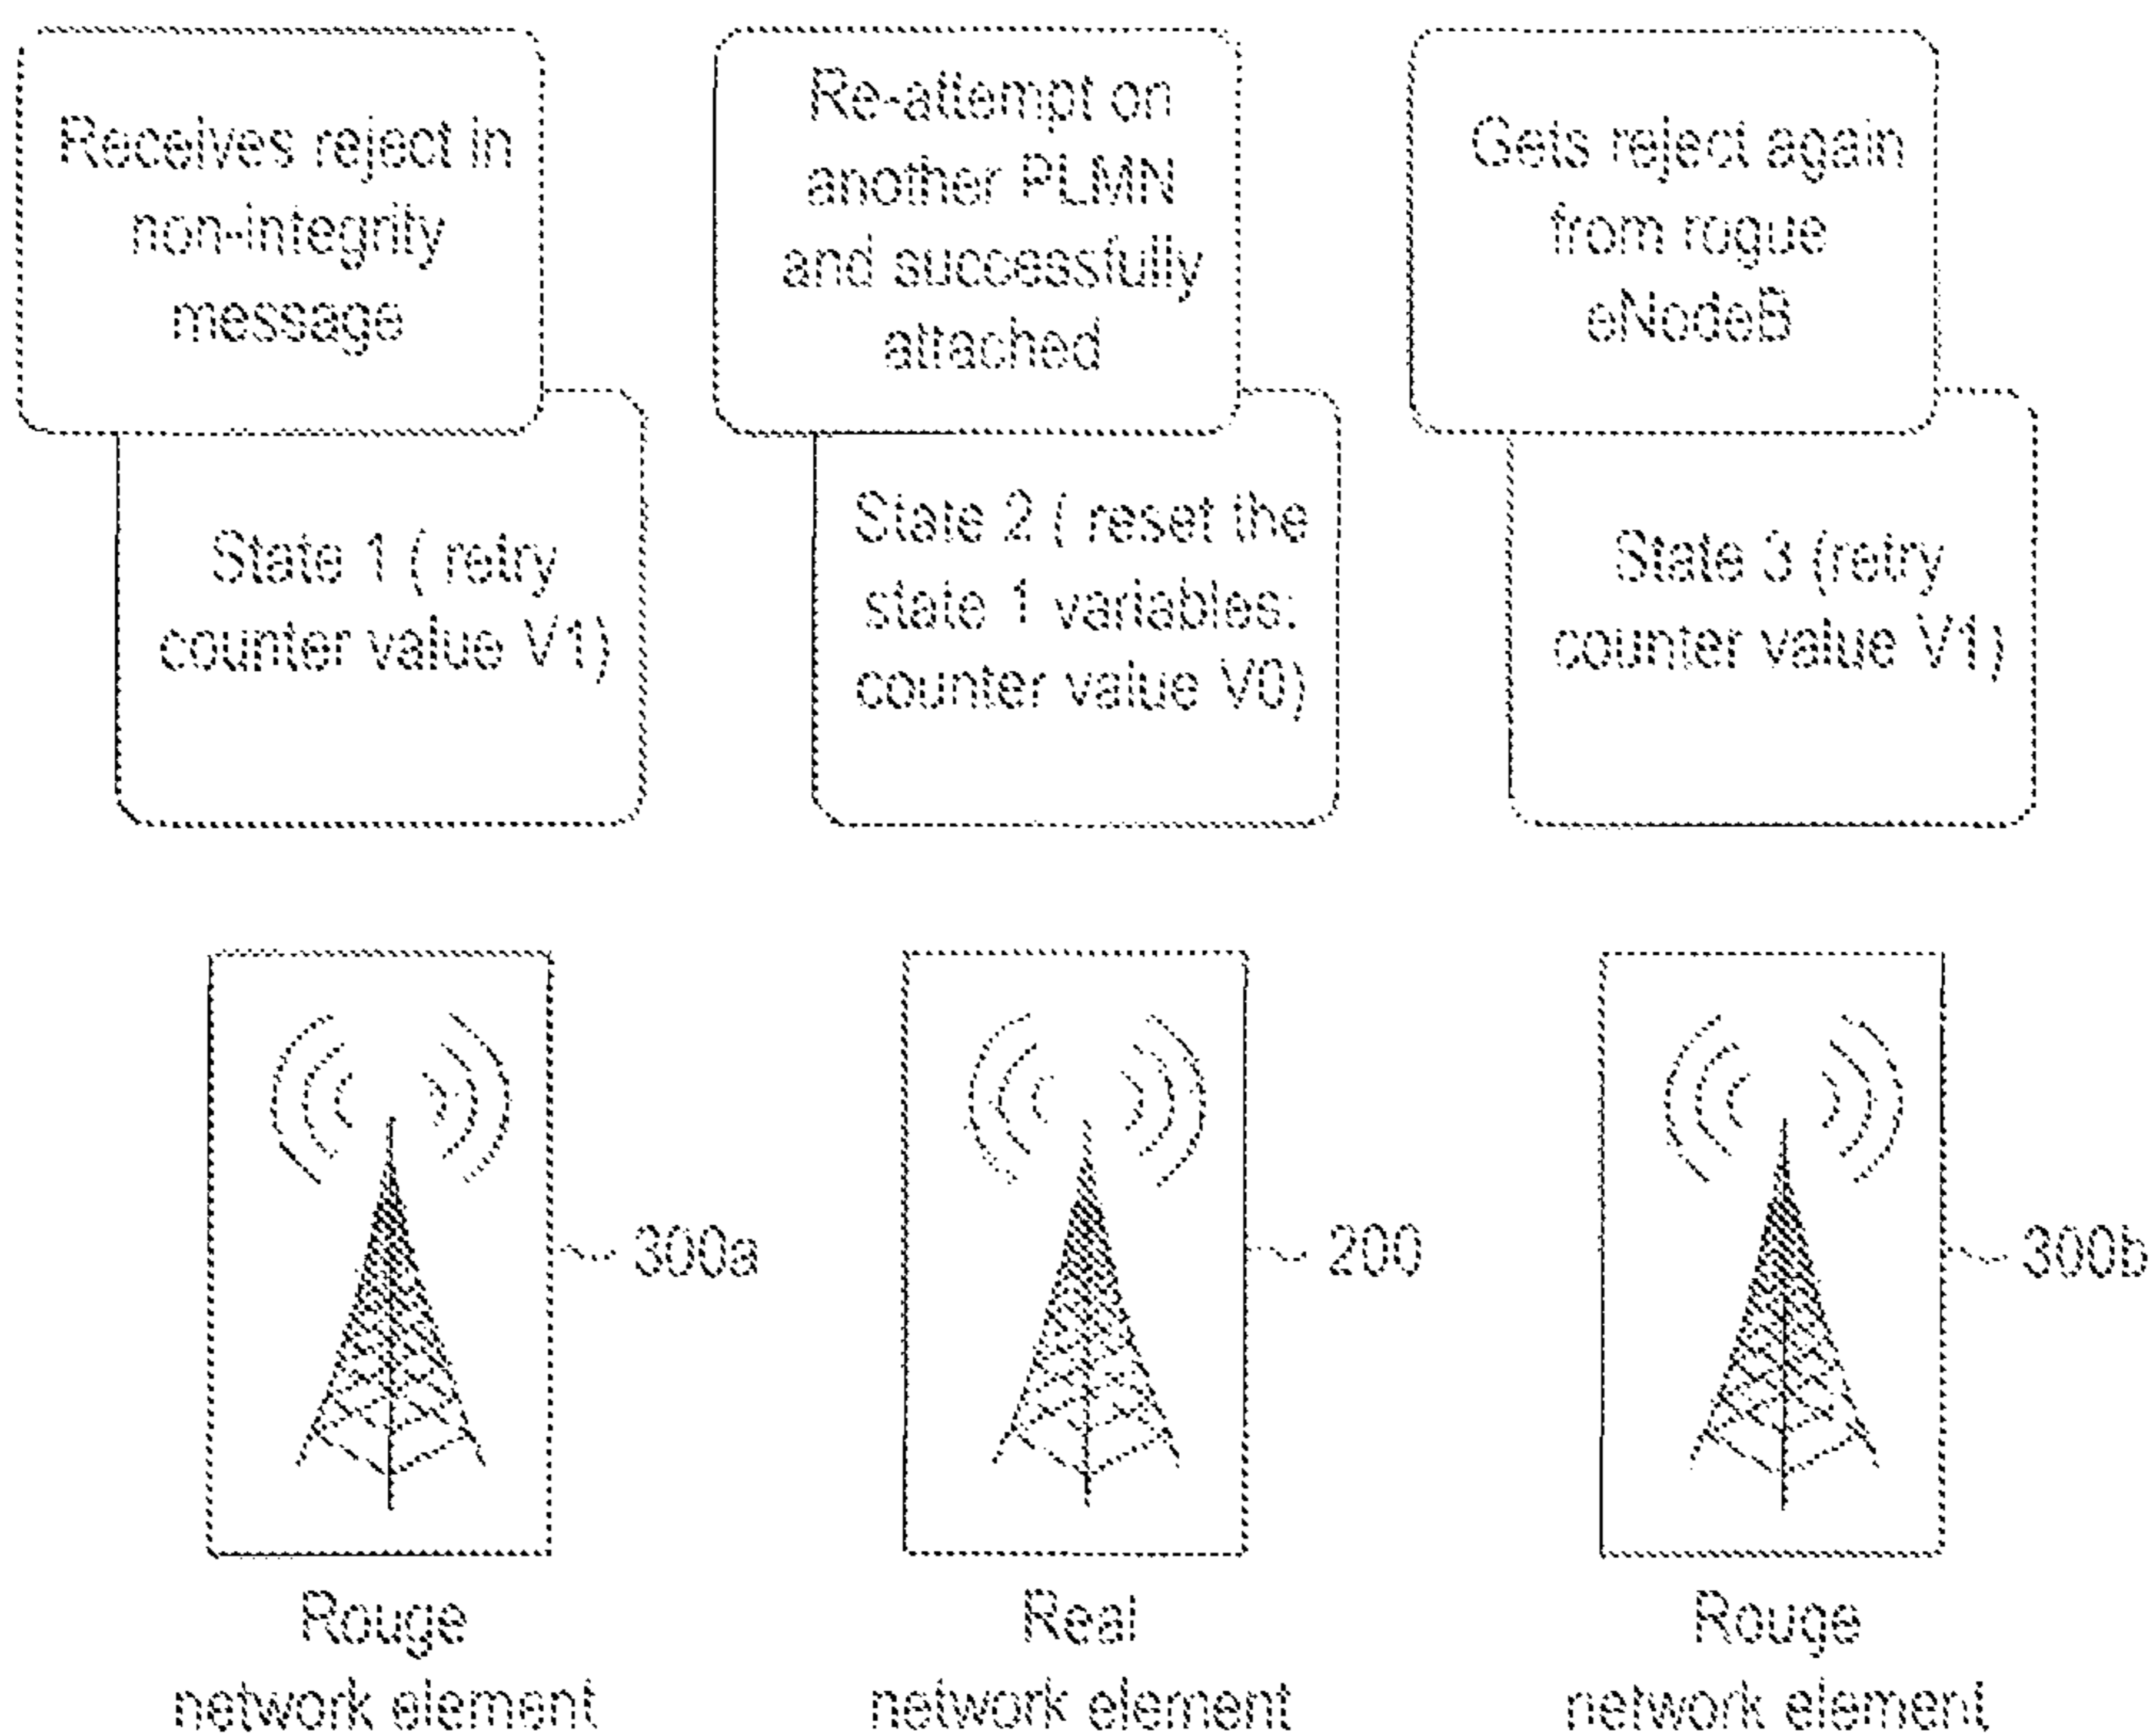 Receives reject in
non-integrity
message
State 1 ( retry
counter value V1)
Re-attempt on
another PLMN
and successfully
attached
State 2 ( reset the
state 1 variables:
counter value V0)
Gets reject again
from rogue
eNodeB
State 3 (retry
counter value V1)
300a
Rouge
network element
200
Real
network element
300b
Rouge
network element